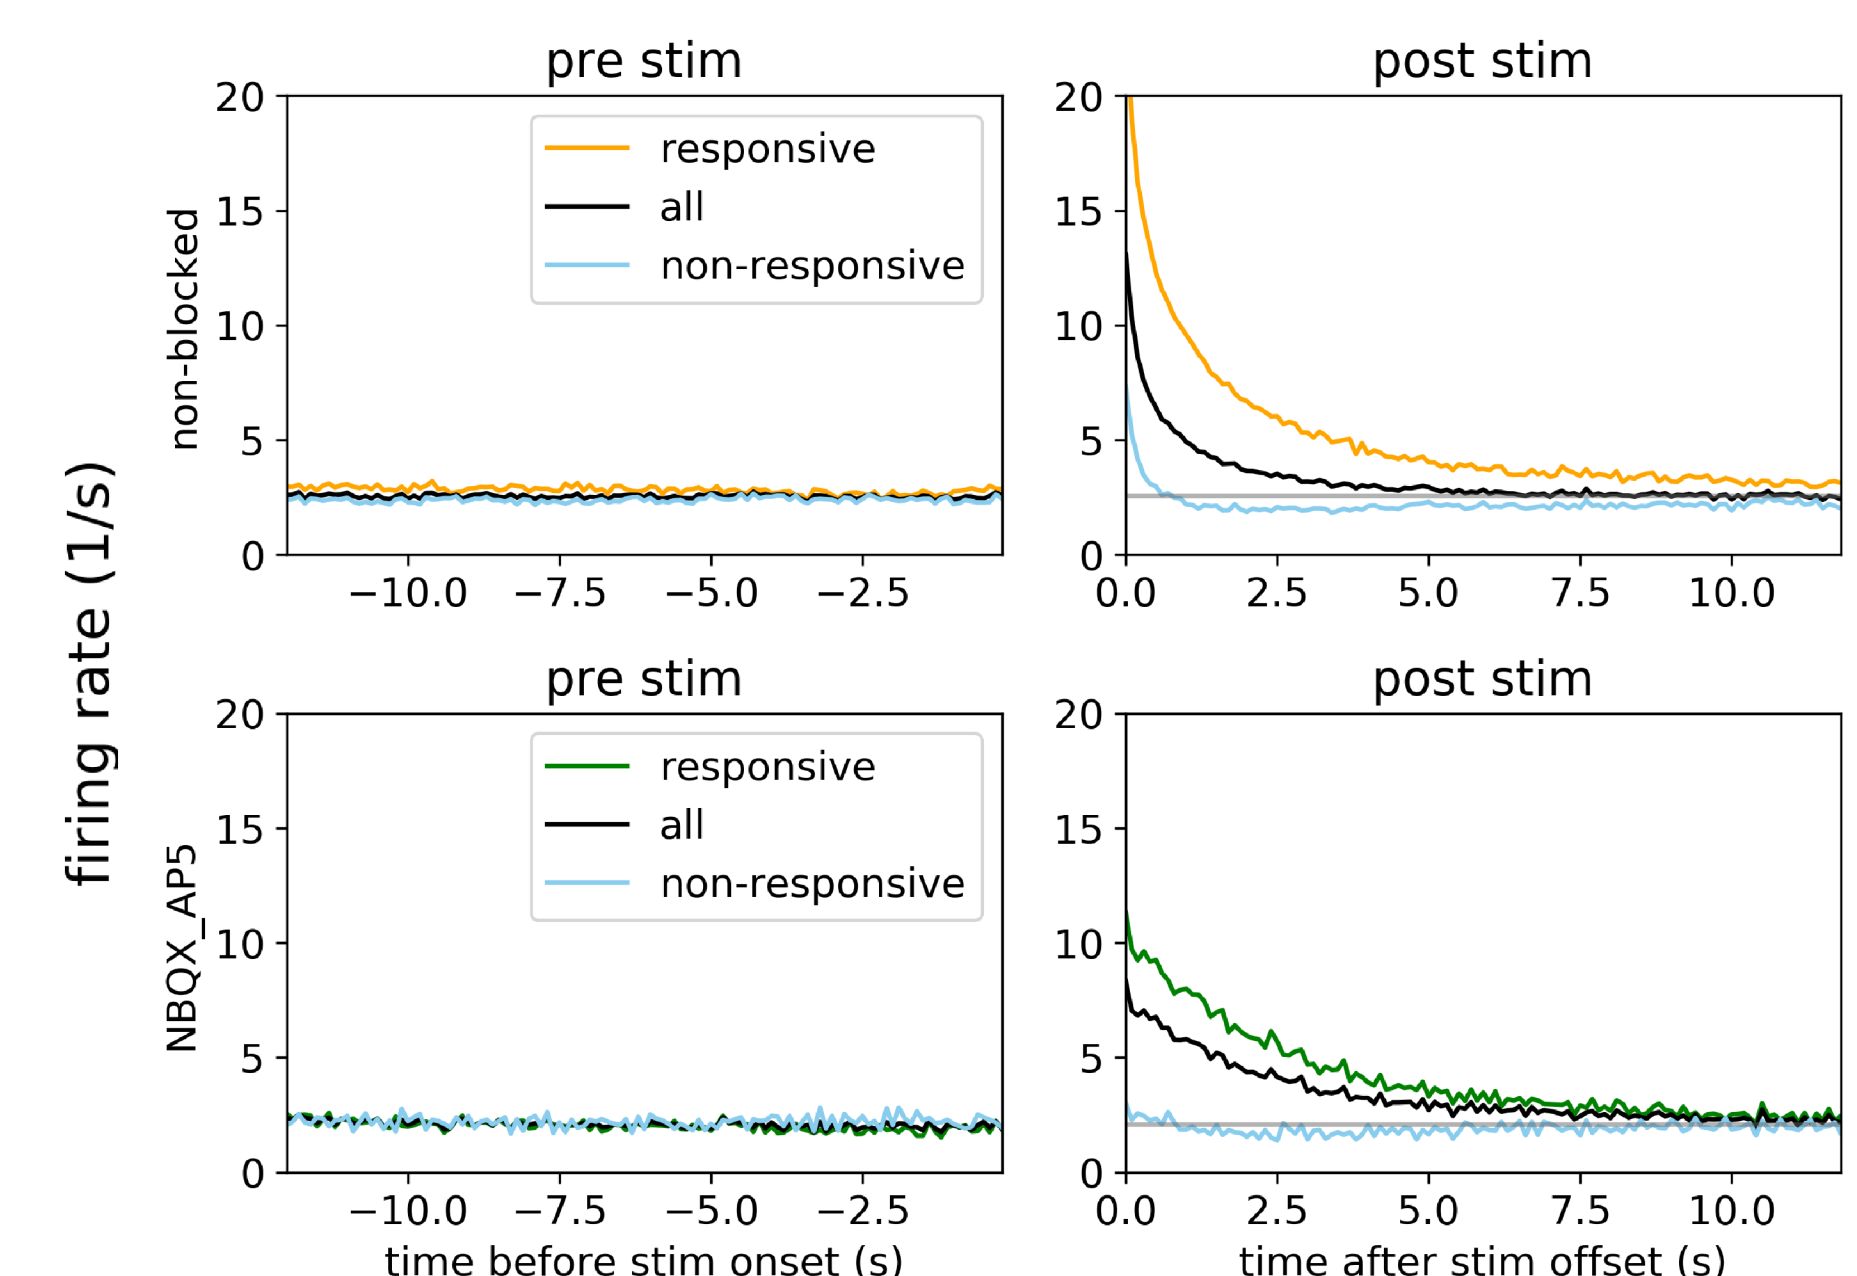 pre stim
post stim
firing rate (1/s)
non-blocked
20
15
10
5
0
responsive
all
non-responsive
−10.0 −7.5 −5.0 −2.5
20
15
10
5
0
0.0 2.5 5.0 7.5 10.0
pre stim
post stim
NBQX_AP5
20
15
10
5
0
responsive
all
non-responsive
−10.0 −7.5 −5.0 −2.5
time before stim onset (s)
20
15
10
5
0
0.0 2.5 5.0 7.5 10.0
time after stim offset (s)